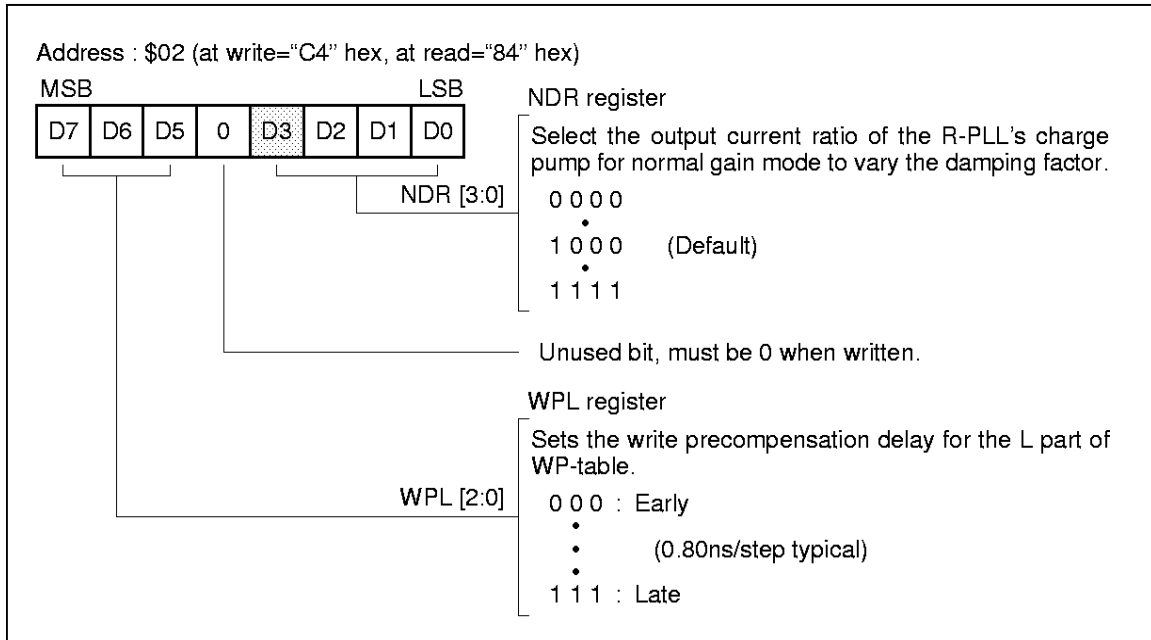 Address : $02 (at write=“C4” hex, at read=“84” hex)
MSB LSB
D7 D6 D5 0 D3 D2 D1 D0
NDR register
Select the output current ratio of the R-PLL's charge
pump for normal gain mode to vary the damping factor.
NDR [3:0]
0 0 0 0
•
1 0 0 0 (Default)
•
1 1 1 1
Unused bit, must be 0 when written.
WPL register
Sets the write precompensation delay for the L part of
WP-table.
WPL [2:0]
0 0 0 : Early
•
• (0.80ns/step typical)
•
1 1 1 : Late